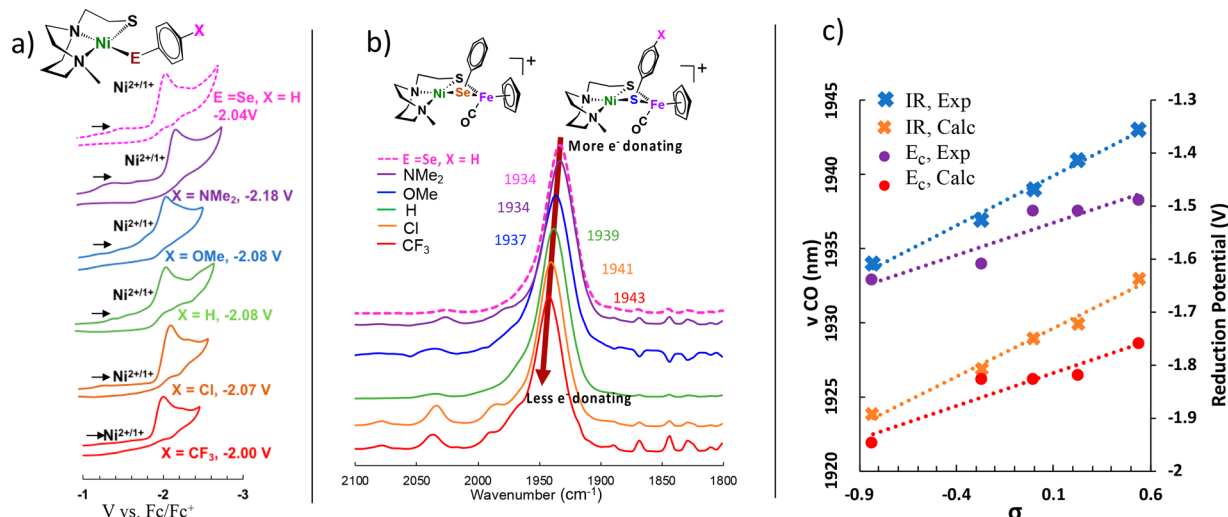 a)
S
N
Ni
N
E
X
Ni2+/1+
E =Se, X = H
-2.04V
Ni2+/1+
X = NMe2, -2.18 V
Ni2+/1+
X = OMe, -2.08 V
Ni2+/1+
X = H, -2.08 V
Ni2+/1+
X = Cl, -2.07 V
Ni2+/1+
X = CF3, -2.00 V
-1 -2 -3
V vs. Fc/Fc+
b)
S
N
Ni
Se
Fe
N
OC
+
X
S
N
Ni
S
Fe
N
OC
+
More e- donating
E =Se, X = H
NMe2
OMe
H
Cl
CF3
1934
1934
1937
1939
1941
1943
Less e- donating
2100 2050 2000 1950 1900 1850 1800
Wavenumber (cm-1)
c)
IR, Exp
IR, Calc
Ec, Exp
Ec, Calc
1945
1940
1935
1930
1925
1920
ν CO (nm)
-1.3
-1.4
-1.5
-1.6
-1.7
-1.8
-1.9
-2
Reduction Potential (V)
-0.9 -0.4 0.1 0.6
σ